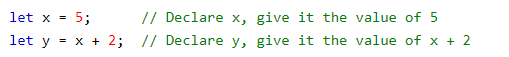 let x = 5;      // Declare x, give it the value of 5
let y = x + 2;  // Declare y, give it the value of x + 2